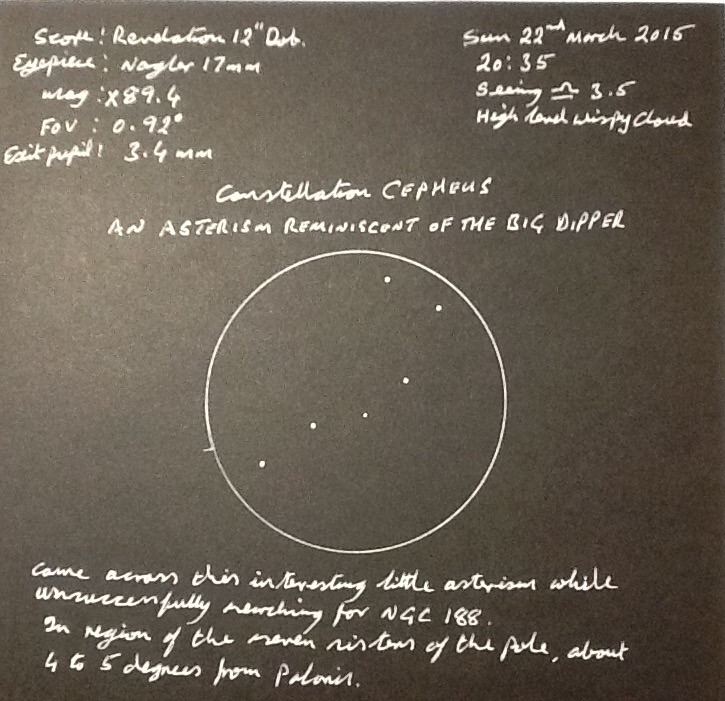 Scope: Revelation 12" Dob.
Eyepiece: Nagler 17mm
Mag: x89.4
FoV: 0.92°
Exit pupil: 3.4 mm
Sun 22nd March 2015
20:35
Seeing ≏ 3.5
High level wispy Cloud
Constellation CEPHEUS
AN ASTERISM REMINISCENT OF THE BIG DIPPER
Came across this interesting little asterism while
unsuccessfully searching for NGC 188.
In region of the seven sisters of the pole, about
4 to 5 degrees from Polaris.